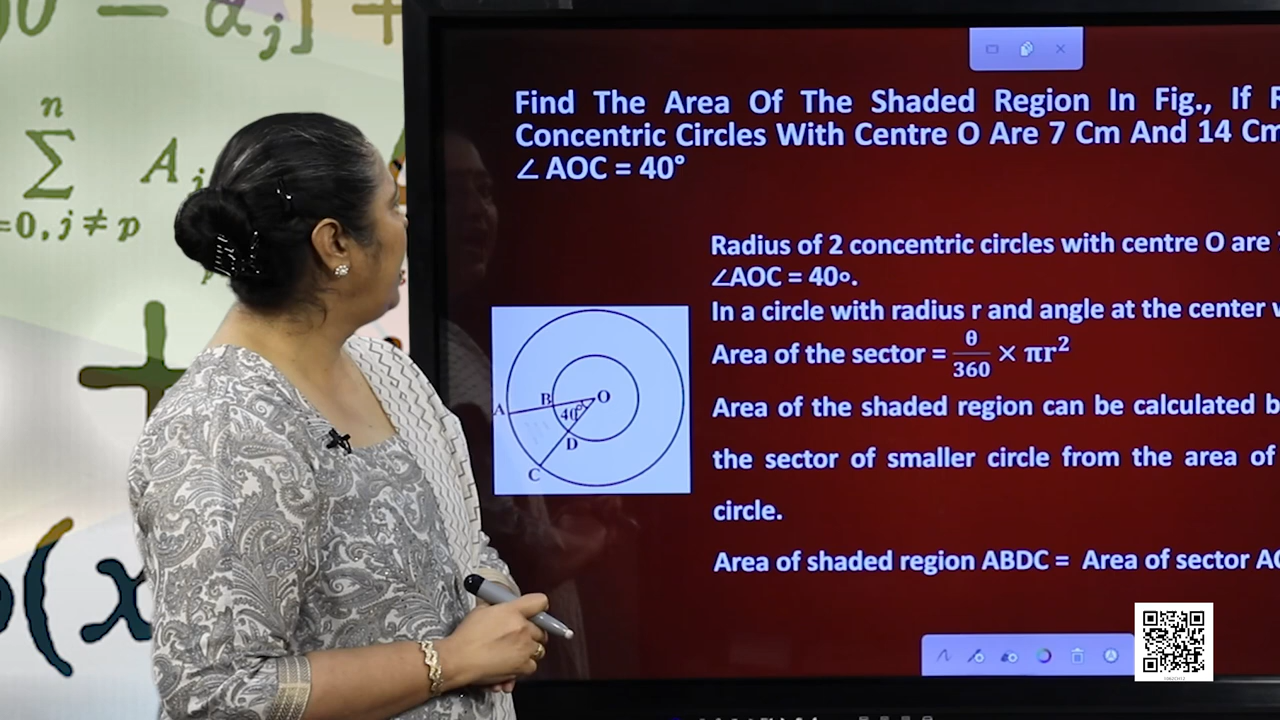 n
∑ A j
=0, j ≠ p
Find The Area Of The Shaded Region In Fig., If
Concentric Circles With Centre O Are 7 Cm And 14 Cm
∠ AOC = 40°
Radius of 2 concentric circles with centre O are
∠AOC = 40o.
In a circle with radius r and angle at the center
Area of the sector = θ/360 × πr²
Area of the shaded region can be calculated
the sector of smaller circle from the area of
circle.
Area of shaded region ABDC = Area of sector
A B O
40°
D
C